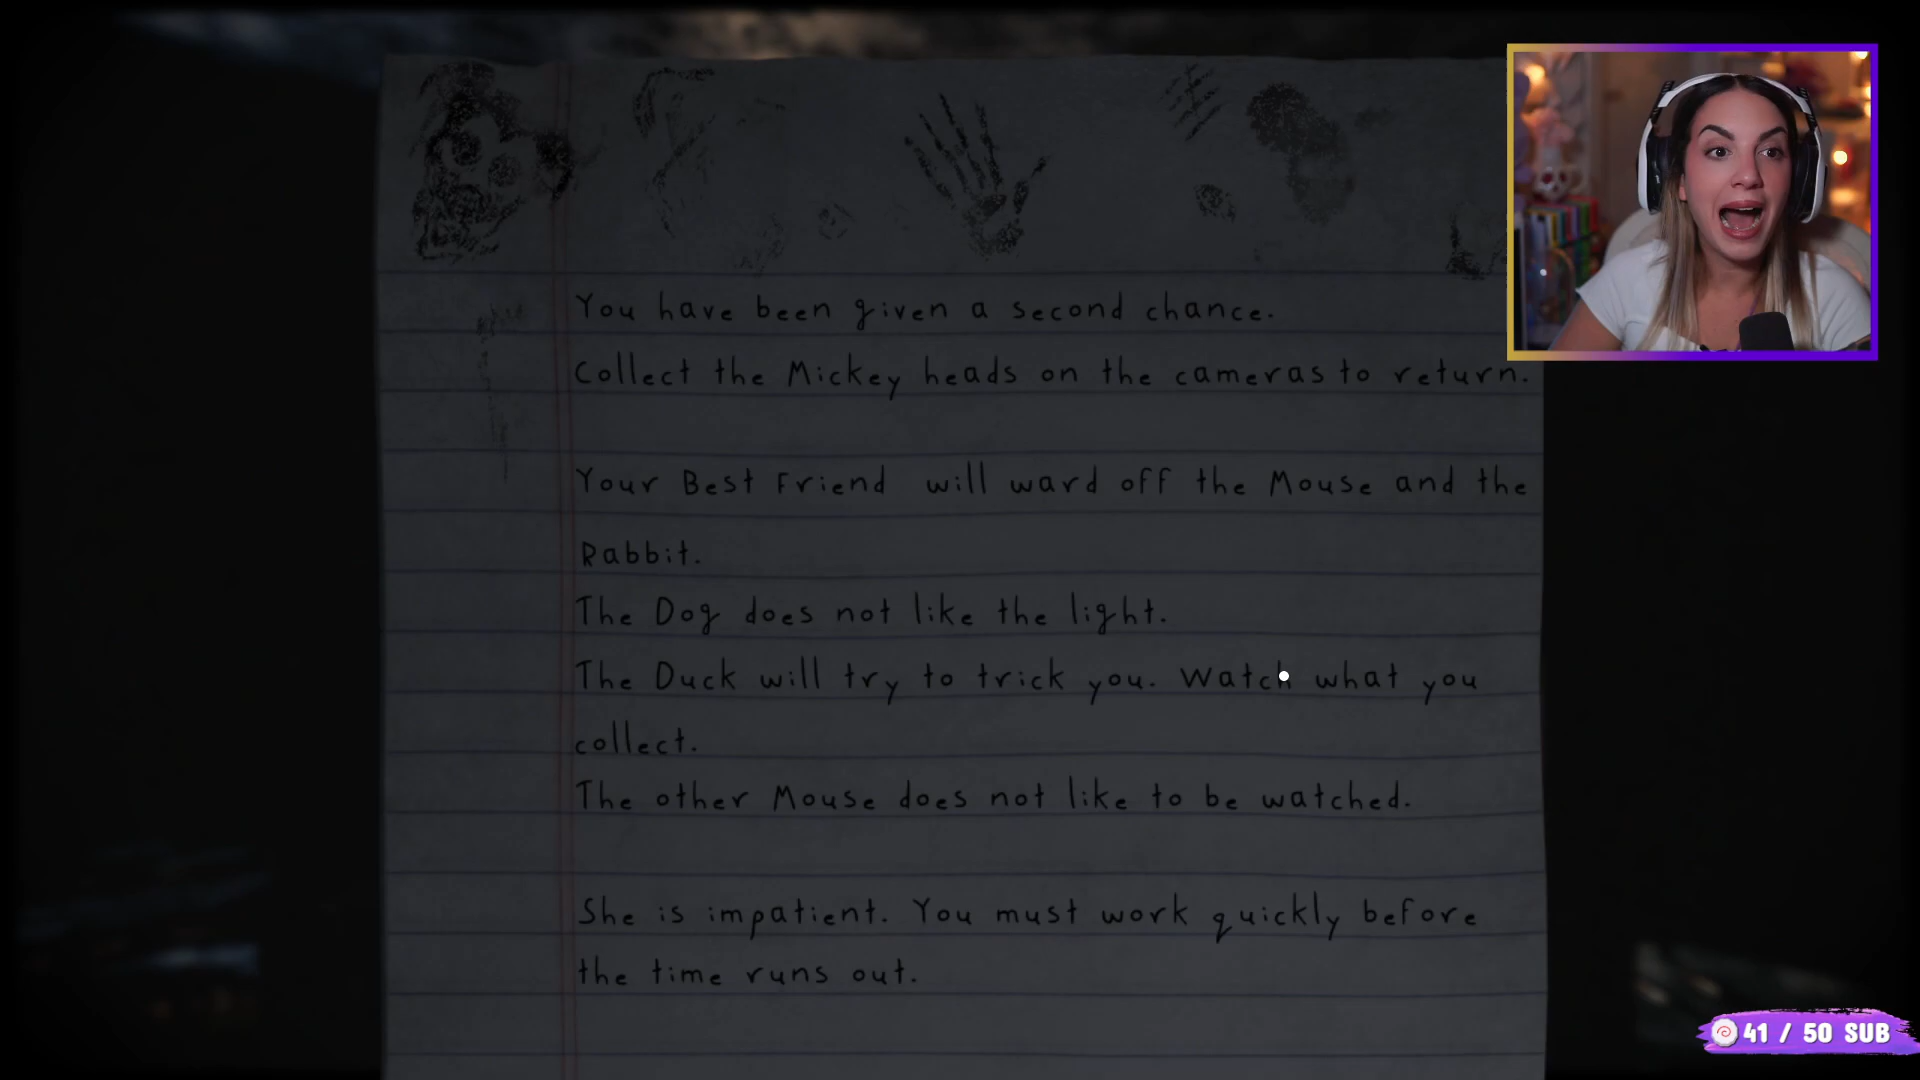 You have been given a second chance.
Collect the Mickey heads on the cameras to return.
Your Best Friend will ward off the Mouse and the
Rabbit.
The Dog does not like the light.
The Duck will try to trick you. Watch what you
collect.
The other Mouse does not like to be watched.
She is impatient. You must work quickly before
the time runs out.
41 / 50 SUB